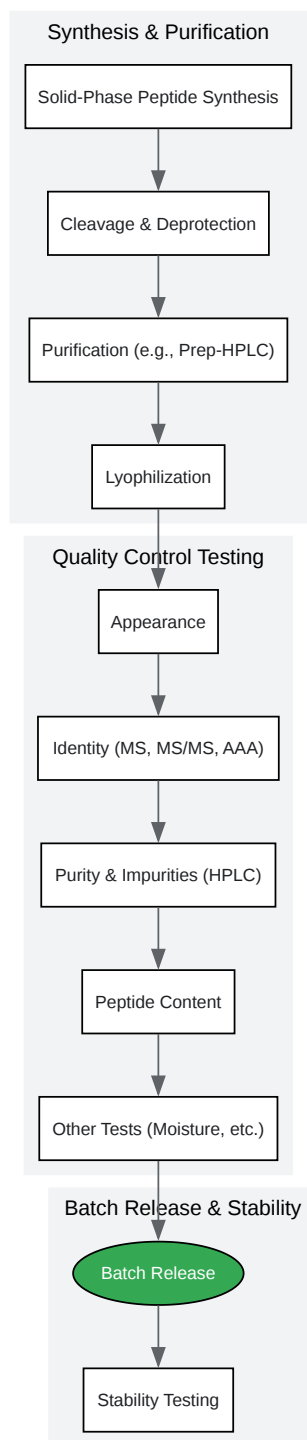 Synthesis & Purification
Solid-Phase Peptide Synthesis
Cleavage & Deprotection
Purification (e.g., Prep-HPLC)
Lyophilization
Quality Control Testing
Appearance
Identity (MS, MS/MS, AAA)
Purity & Impurities (HPLC)
Peptide Content
Other Tests (Moisture, etc.)
Batch Release & Stability
Batch Release
Stability Testing